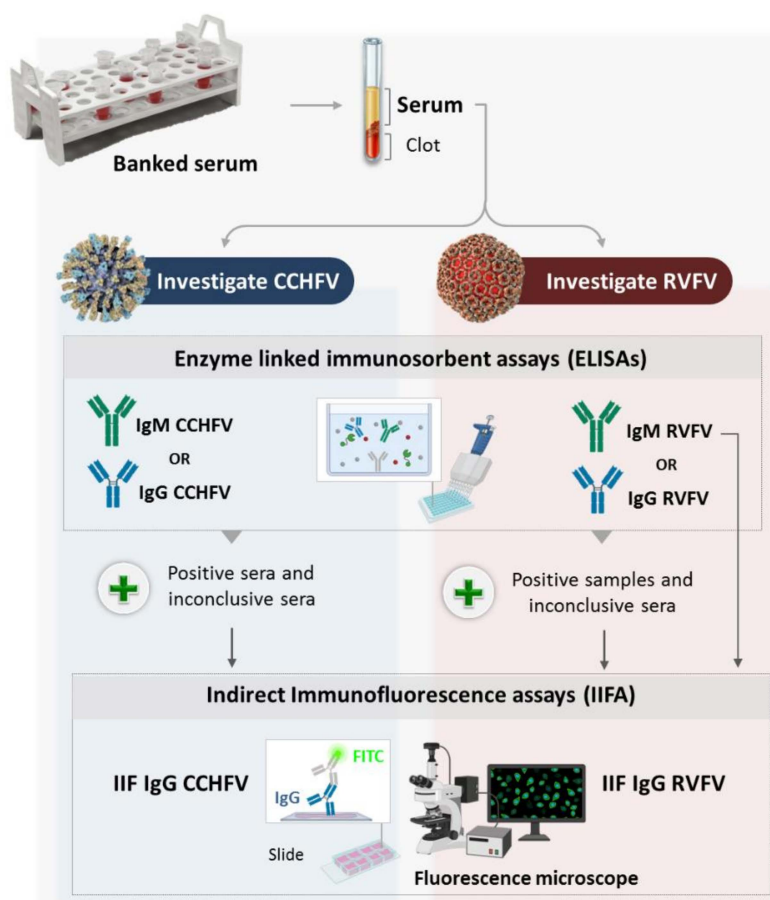 Banked serum
Serum
Clot
Investigate CCHFV
Investigate RVFV
Enzyme linked immunosorbent assays (ELISAs)
IgM CCHFV
OR
IgG CCHFV
IgM RVFV
OR
IgG RVFV
Positive sera and
inconclusive sera
Positive samples and
inconclusive sera
Indirect Immunofluorescence assays (IIFA)
IIF IgG CCHFV
FITC
IgG
Slide
Fluorescence microscope
IIF IgG RVFV